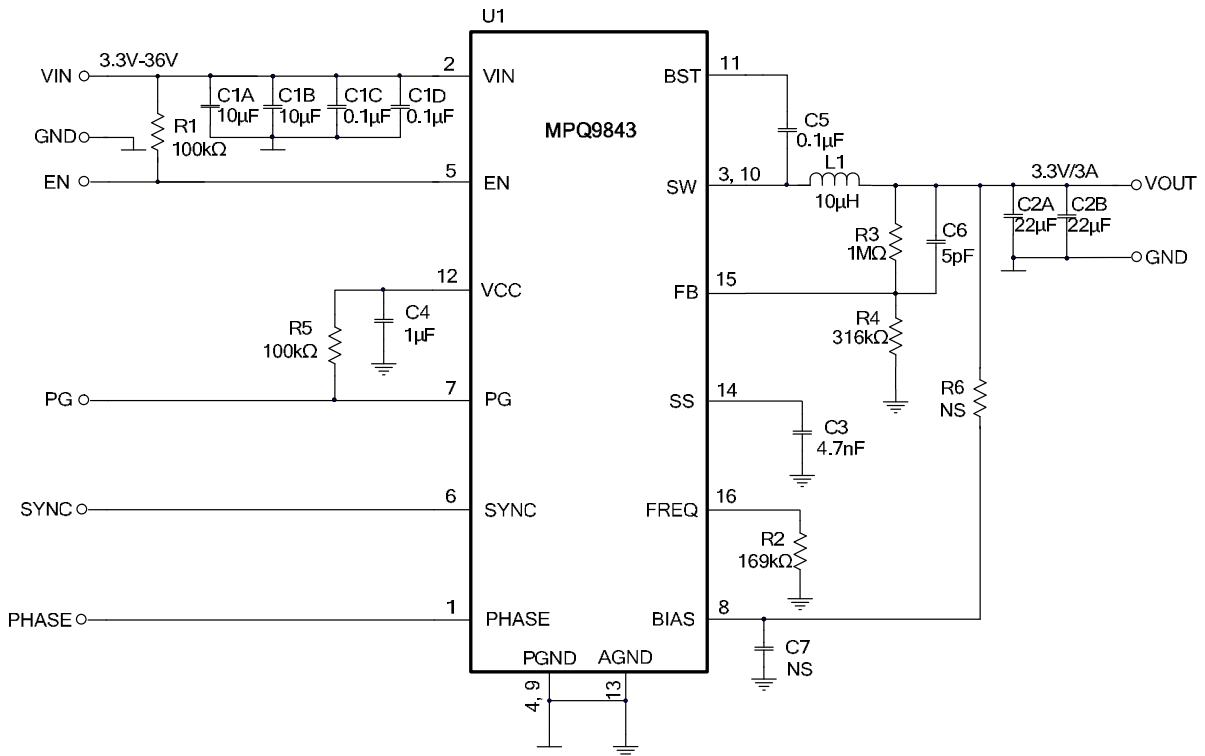 U1
VIN
3.3V-36V
2
VIN
BST
11
C1A
10µF
C1B
10µF
C1C
0.1µF
C1D
0.1µF
GND
R1
100kΩ
MPQ9843
C5
0.1µF
EN
5
EN
SW
3, 10
L1
10µH
3.3V/3A
VOUT
C2A
22µF
C2B
22µF
R3
1MΩ
C6
5pF
GND
12
VCC
FB
15
R5
100kΩ
C4
1µF
R4
316kΩ
PG
7
PG
SS
14
R6
NS
C3
4.7nF
SYNC
6
SYNC
FREQ
16
R2
169kΩ
PHASE
1
PHASE
BIAS
8
C7
NS
PGND
AGND
4, 9
13